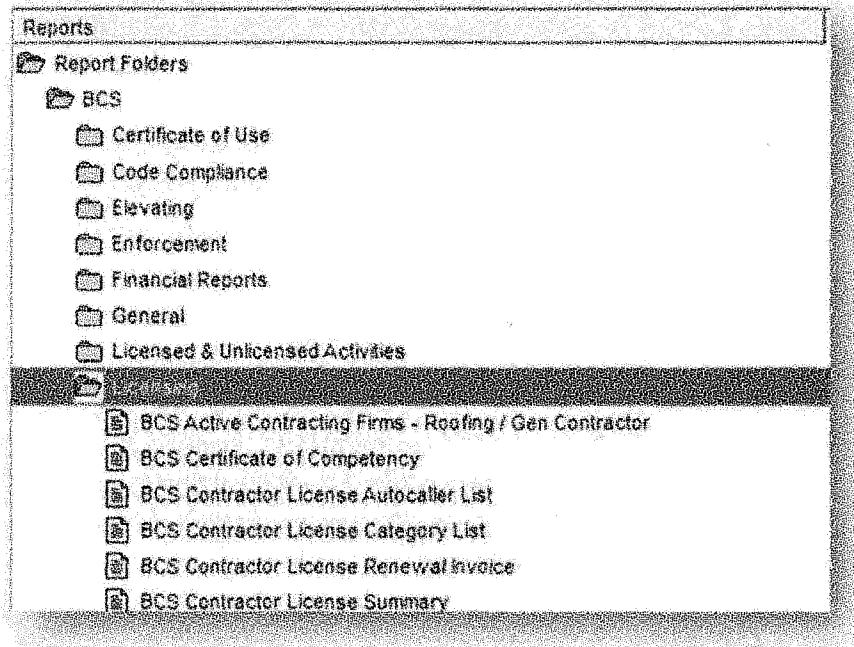 Reports
Report Folders
BCS
Certificate of Use
Code Compliance
Elevating
Enforcement
Financial Reports
General
Licensed & Unlicensed Activities
BCS Active Contracting Firms - Roofing / Gen Contractor
BCS Certificate of Competency
BCS Contractor License Autocaller List
BCS Contractor License Category List
BCS Contractor License Renewal Invoice
BCS Contractor License Summary